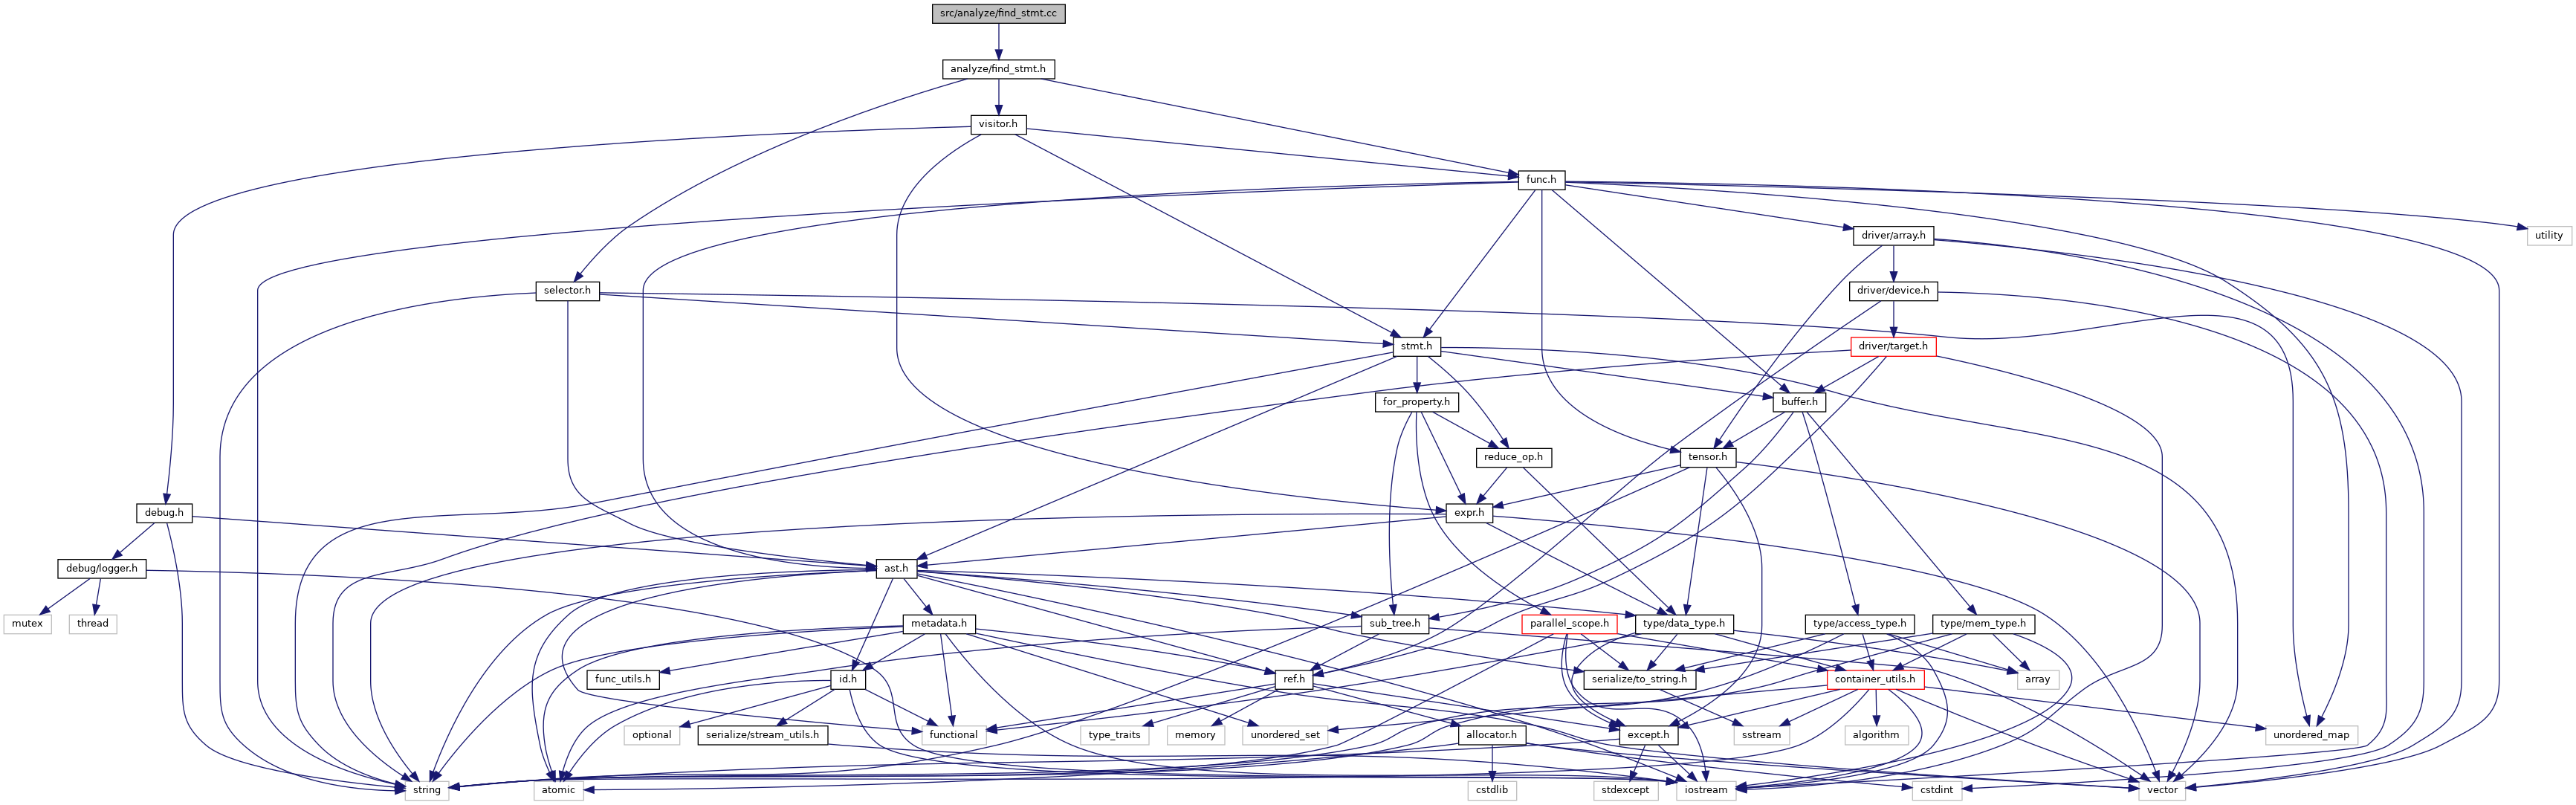 src/analyze/find_stmt.cc
analyze/find_stmt.h
visitor.h
func.h
driver/array.h
utility
selector.h
driver/device.h
stmt.h
driver/target.h
for_property.h
buffer.h
reduce_op.h
tensor.h
debug.h
expr.h
debug/logger.h
ast.h
mutex
thread
metadata.h
sub_tree.h
parallel_scope.h
type/data_type.h
type/access_type.h
type/mem_type.h
func_utils.h
id.h
ref.h
serialize/to_string.h
container_utils.h
array
optional
serialize/stream_utils.h
functional
type_traits
memory
unordered_set
allocator.h
except.h
sstream
algorithm
unordered_map
string
atomic
cstdlib
stdexcept
iostream
cstdint
vector